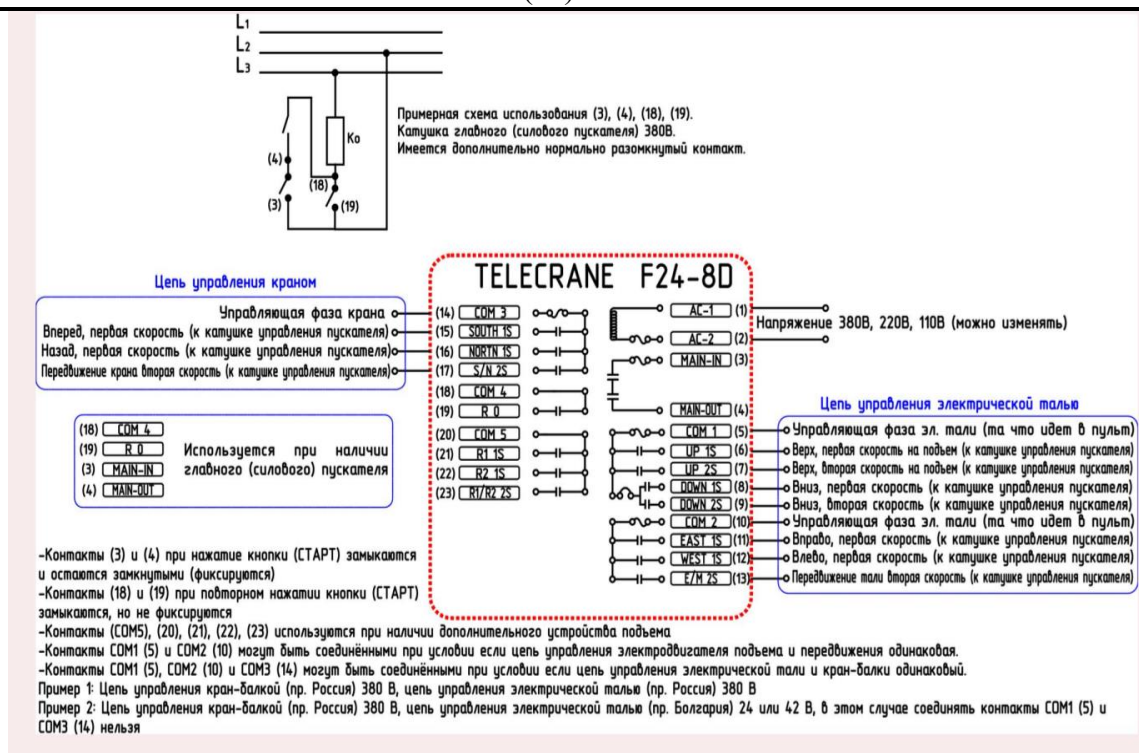 L1
L2
L3
Примерная схема использования (3), (4), (18), (19).
Катушка главного (силового пускателя) 380В.
Имеется дополнительно нормально разомкнутый контакт.
Ko
(4)
(18)
(3)
(19)
TELECRANE F24-8D
Цепь управления краном
Управляющая фаза крана
Вперед, первая скорость (к катушке управления пускателя)
Назад, первая скорость (к катушке управления пускателя)
Передвижение крана вторая скорость (к катушке управления пускателя)
(14) COM 3
(15) SOUTH 1S
(16) NORTN 1S
(17) S/N 2S
(18) COM 4
(19) R 0
(20) COM 5
(21) R1 1S
(22) R2 1S
(23) R1/R2 2S
AC-1 (1)
AC-2 (2)
MAIN-IN (3)
MAIN-OUT (4)
COM 1 (5)
UP 1S (6)
UP 2S (7)
DOWN 1S (8)
DOWN 2S (9)
COM 2 (10)
EAST 1S (11)
WEST 1S (12)
E/M 2S (13)
Напряжение 380В, 220В, 110В (можно изменять)
Цепь управления электрической талью
Управляющая фаза эл. тали (та что идет в пульт)
Верх, первая скорость на подъем (к катушке управления пускателя)
Верх, вторая скорость на подъем (к катушке управления пускателя)
Вниз, первая скорость (к катушке управления пускателя)
Вниз, вторая скорость (к катушке управления пускателя)
Управляющая фаза эл. тали (та что идет в пульт)
Вправо, первая скорость (к катушке управления пускателя)
Влево, первая скорость (к катушке управления пускателя)
Передвижение тали вторая скорость (к катушке управления пускателя)
(18) COM 4
(19) R 0
(3) MAIN-IN
(4) MAIN-OUT
Используется при наличии
главного (силового) пускателя
-Контакты (3) и (4) при нажатие кнопки (СТАРТ) замыкаются
и остаются замкнутыми (фиксируются)
-Контакты (18) и (19) при повторном нажатии кнопки (СТАРТ)
замыкаются, но не фиксируются
-Контакты (COM5), (20), (21), (22), (23) используются при наличии дополнительного устройства подъема
-Контакты COM1 (5) и COM2 (10) могут быть соединёнными при условии если цепь управления электродвигателя подъема и передвижения одинаковая.
-Контакты COM1 (5), COM2 (10) и COM3 (14) могут быть соединёнными при условии если цепь управления электрической тали и кран-балки одинаковый.
Пример 1: Цепь управления кран-балкой (пр. Россия) 380 В, цепь управления электрической талью (пр. Россия) 380 В
Пример 2: Цепь управления кран-балкой (пр. Россия) 380 В, цепь управления электрической талью (пр. Болгария) 24 или 42 В, в этом случае соединять контакты COM1 (5) и
COM3 (14) нельзя